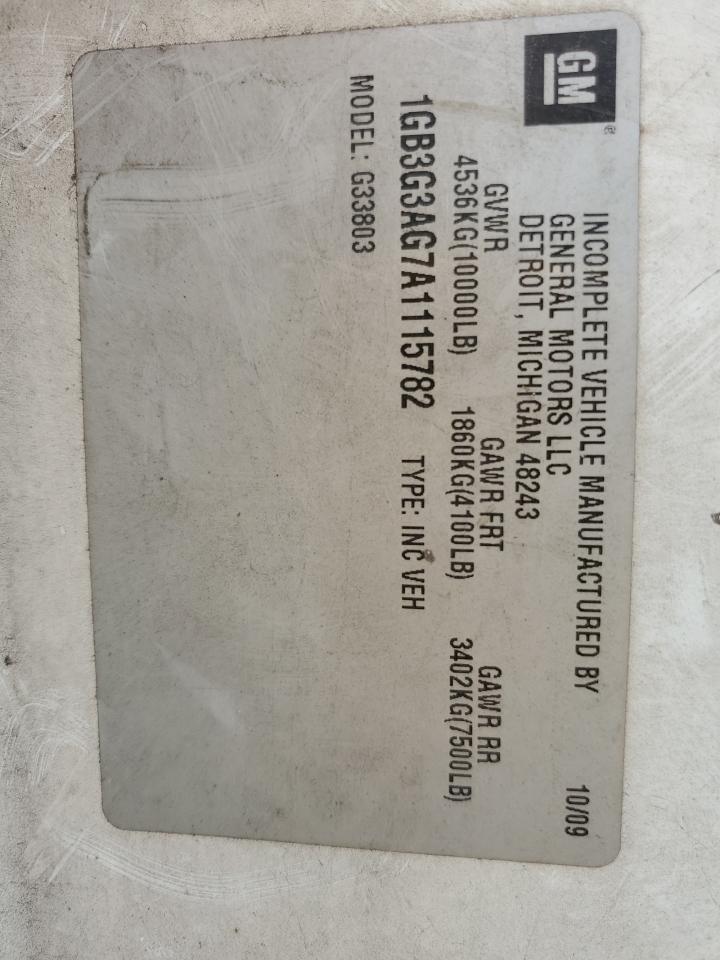 GM®
INCOMPLETE VEHICLE MANUFACTURED BY 10/09
GENERAL MOTORS LLC
DETROIT, MICHIGAN 48243
GVWR GAWR FRT GAWR RR
4536KG(10000LB) 1860KG(4100LB) 3402KG(7500LB)
1GB3G3AG7A1115782 TYPE: INC VEH
MODEL: G33803